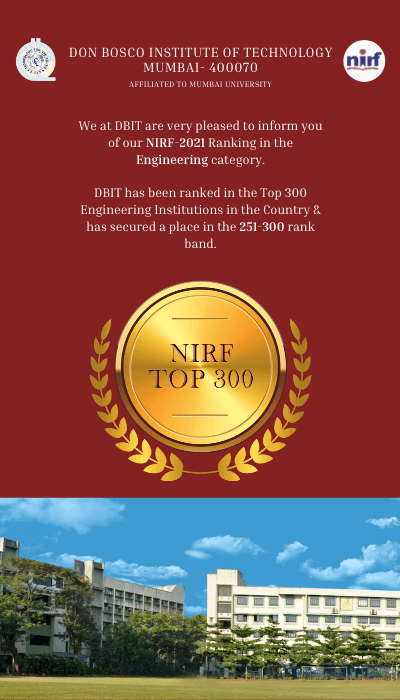 DON BOSCO INSTITUTE OF TECHNOLOGY
MUMBAI- 400070
AFFILIATED TO MUMBAI UNIVERSITY
nirf
We at DBIT are very pleased to inform you
of our NIRF-2021 Ranking in the
Engineering category.
DBIT has been ranked in the Top 300
Engineering Institutions in the Country &
has secured a place in the 251-300 rank
band.
NIRF
TOP 300